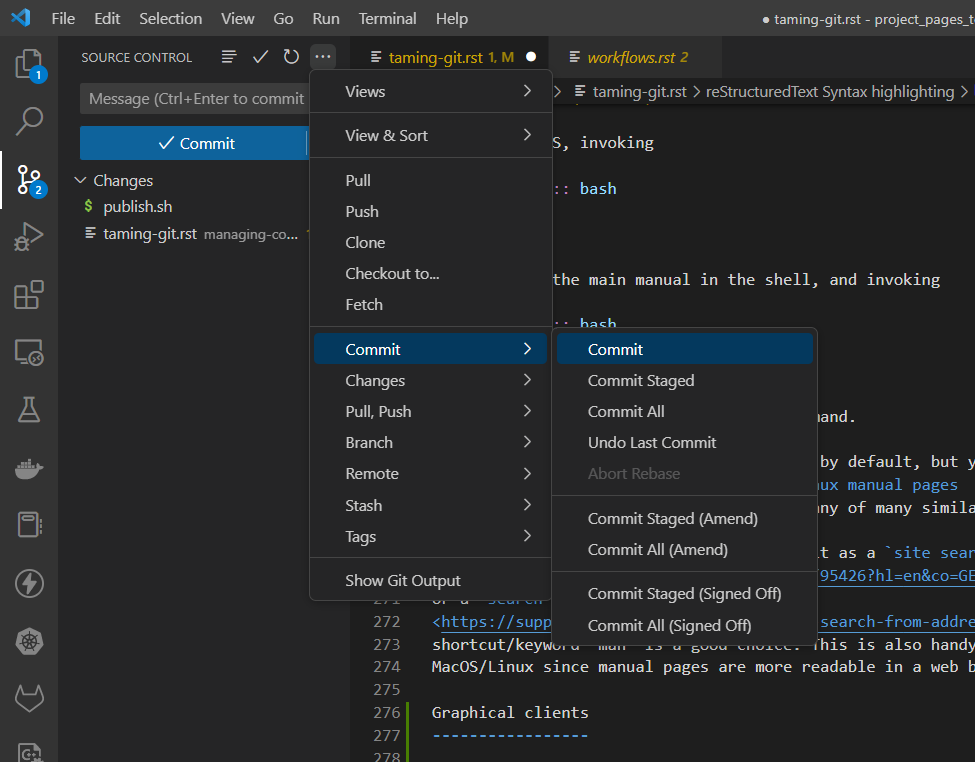 File Edit Selection View Go Run Terminal Help
● taming-git.rst - project_pages_t
SOURCE CONTROL
taming-git.rst 1, M
workflows.rst 2
1
Message (Ctrl+Enter to commit
Commit
Changes
publish.sh
taming-git.rst managing-co...
2
Views
View & Sort
Pull
Push
Clone
Checkout to...
Fetch
Commit
Changes
Pull, Push
Branch
Remote
Stash
Tags
Show Git Output
Commit
Commit Staged
Commit All
Undo Last Commit
Abort Rebase
Commit Staged (Amend)
Commit All (Amend)
Commit Staged (Signed Off)
Commit All (Signed Off)
taming-git.rst > reStructuredText Syntax highlighting >
S, invoking
:: bash
the main manual in the shell, and invoking
:: bash
mand.
by default, but y
ux manual pages
any of many simila
t as a `site sear
95426?hl=en&co=GE
271 or a `search
272 <https://supp search-from-addre
273 shortcut/keyword "man" is a good choice. This is also handy
274 MacOS/Linux since manual pages are more readable in a web b
275
276 Graphical clients
277 -----------------
278